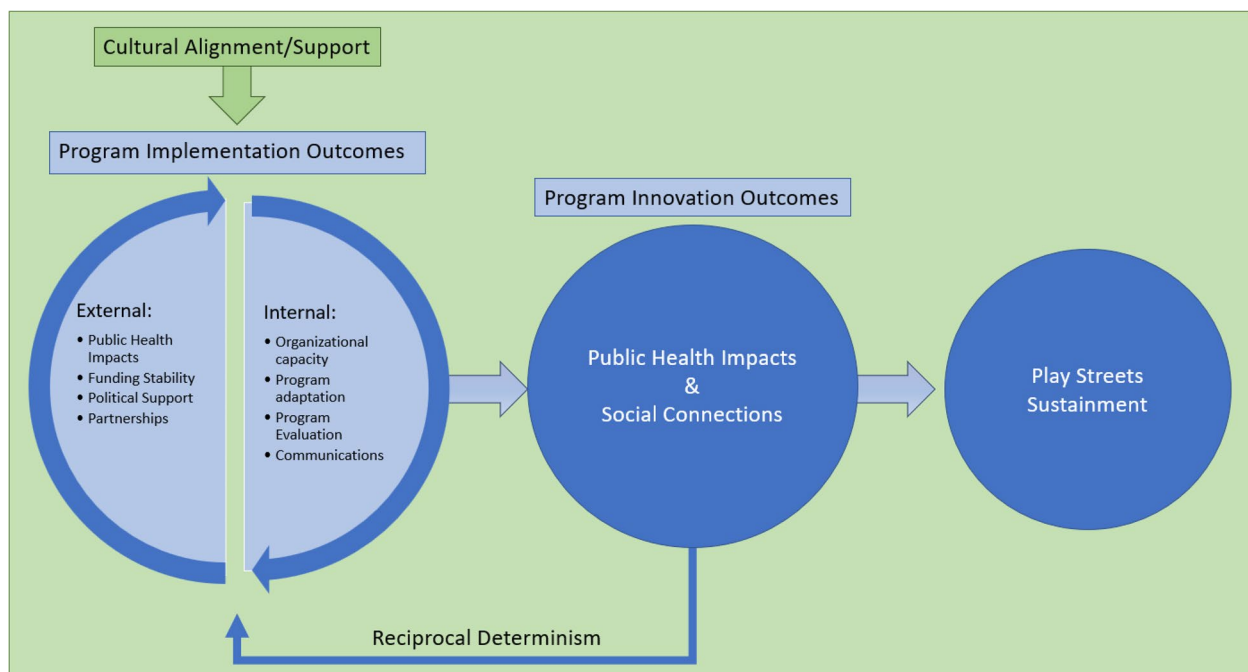 Cultural Alignment/Support
Program Implementation Outcomes
External:
• Public Health
Impacts
• Funding Stability
• Political Support
• Partnerships
Internal:
• Organizational
capacity
• Program
adaptation
• Program
Evaluation
• Communications
Program Innovation Outcomes
Public Health Impacts
&
Social Connections
Play Streets
Sustainment
Reciprocal Determinism